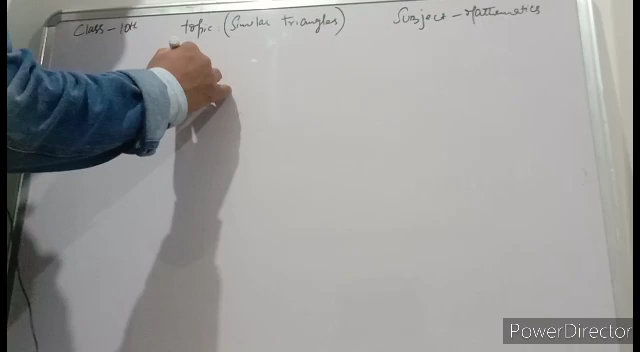 Class - 10th topic : (Similar triangles) Subject - Mathematics
PowerDirector